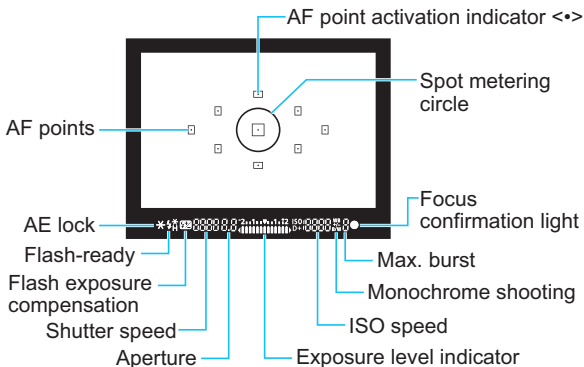 AF point activation indicator <•>
Spot metering
circle
AF points
Focus
confirmation light
AE lock
Flash-ready
Max. burst
Flash exposure
compensation
Monochrome shooting
Shutter speed
ISO speed
Aperture
Exposure level indicator